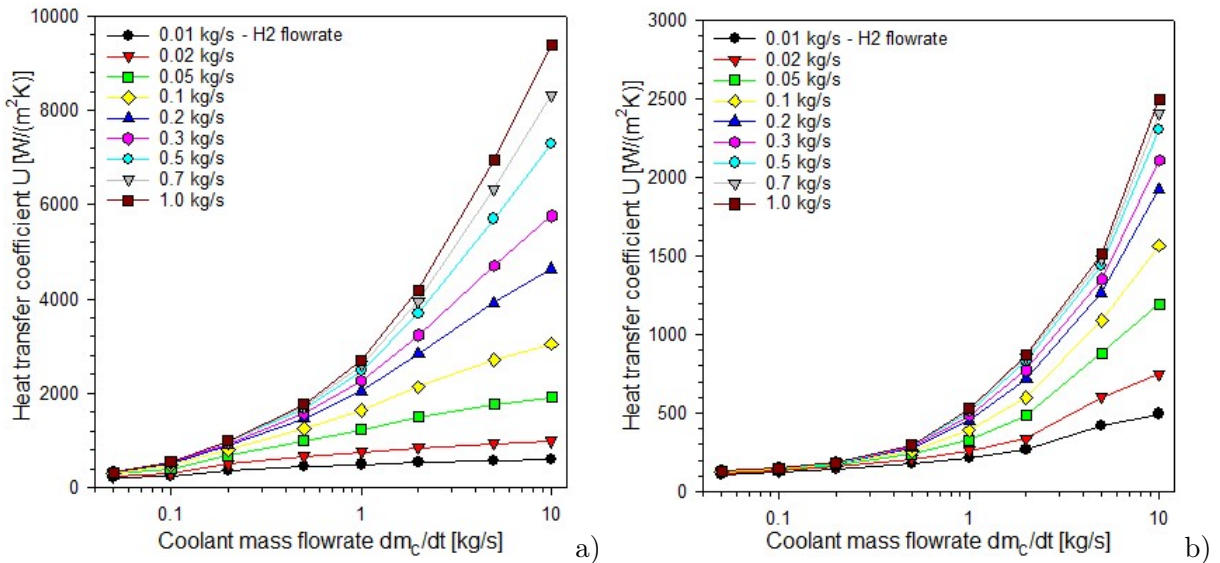 10000
8000
6000
4000
2000
0
Heat transfer coefficient U [W/(m²K)]
0.01 kg/s - H2 flowrate
0.02 kg/s
0.05 kg/s
0.1 kg/s
0.2 kg/s
0.3 kg/s
0.5 kg/s
0.7 kg/s
1.0 kg/s
0.1 1 10
Coolant mass flowrate dm_c/dt [kg/s]
a)
3000
2500
2000
1500
1000
500
0
Heat transfer coefficient U [W/(m²K)]
0.01 kg/s - H2 flowrate
0.02 kg/s
0.05 kg/s
0.1 kg/s
0.2 kg/s
0.3 kg/s
0.5 kg/s
0.7 kg/s
1.0 kg/s
0.1 1 10
Coolant mass flowrate dm_c/dt [kg/s]
b)